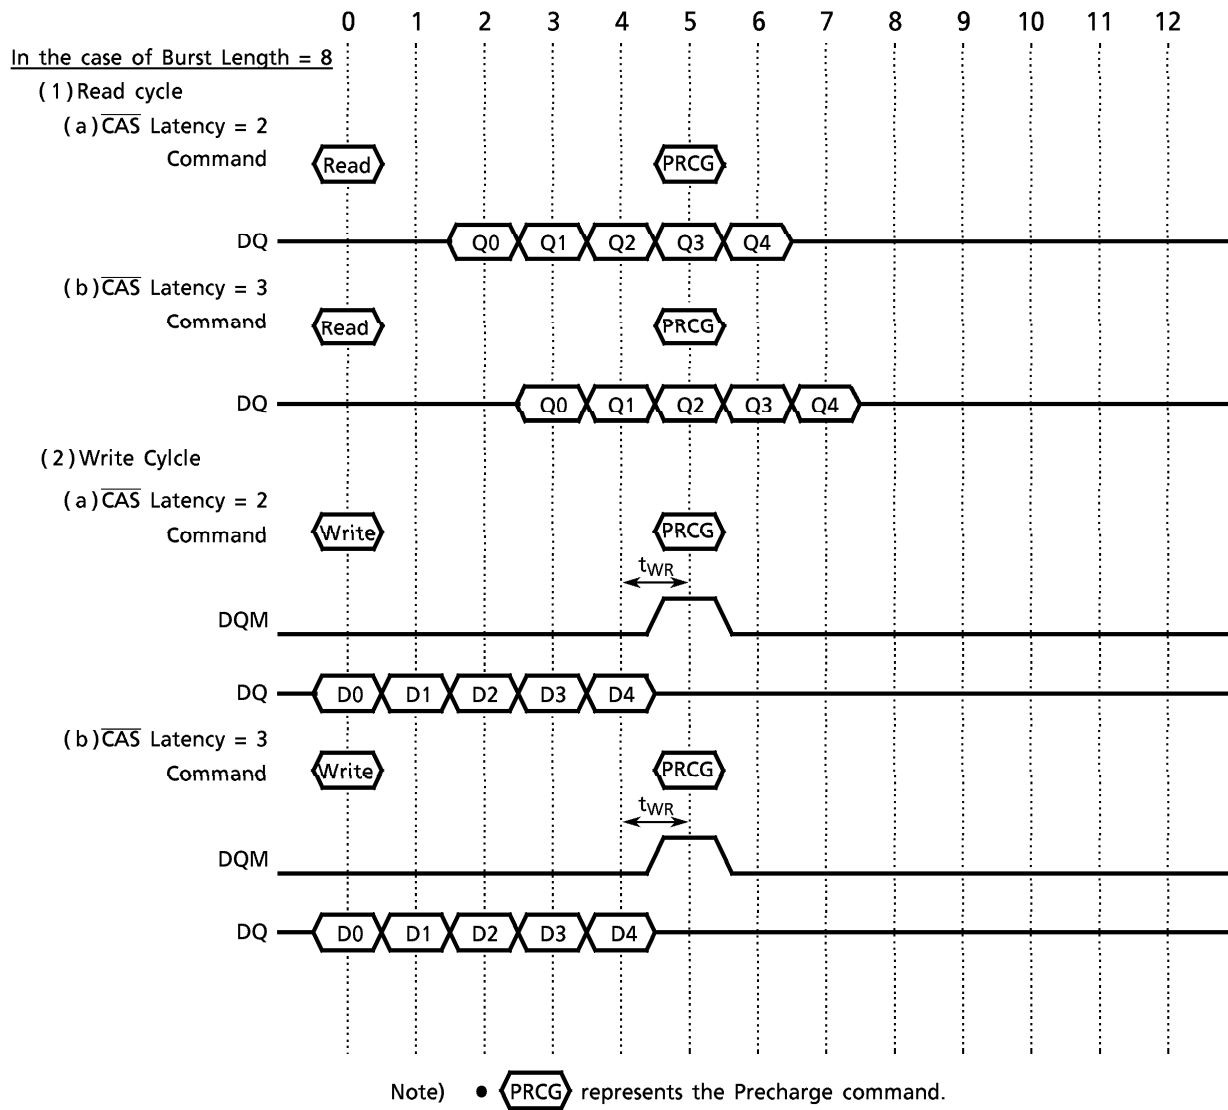 0 1 2 3 4 5 6 7 8 9 10 11 12
In the case of Burst Length = 8
(1) Read cycle
(a) CAS Latency = 2
Command Read PRCG
DQ Q0 Q1 Q2 Q3 Q4
(b) CAS Latency = 3
Command Read PRCG
DQ Q0 Q1 Q2 Q3 Q4
(2) Write Cylcle
(a) CAS Latency = 2
Command Write PRCG
tWR
DQM
DQ D0 D1 D2 D3 D4
(b) CAS Latency = 3
Command Write PRCG
tWR
DQM
DQ D0 D1 D2 D3 D4
Note) ● PRCG represents the Precharge command.